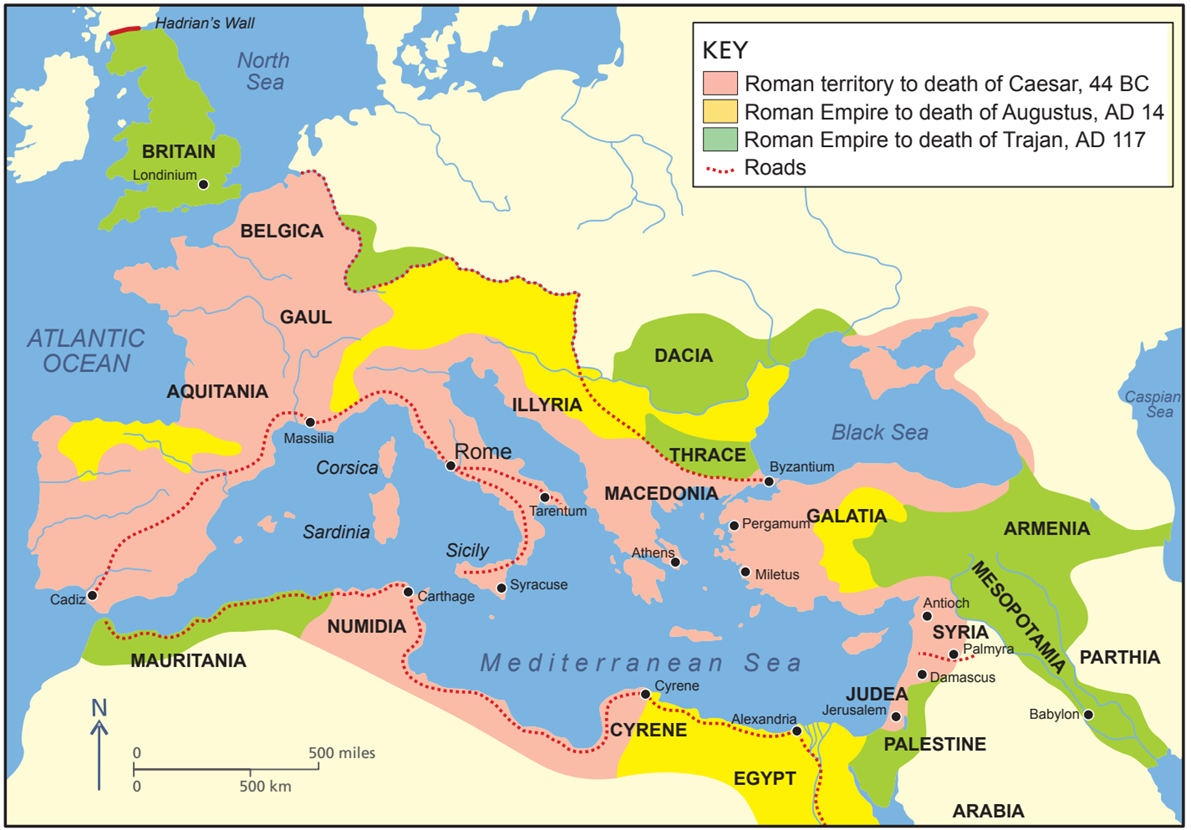 Hadrian's Wall
North
Sea
KEY
Roman territory to death of Caesar, 44 BC
Roman Empire to death of Augustus, AD 14
Roman Empire to death of Trajan, AD 117
Roads
BRITAIN
Londinium
BELGICA
GAUL
ATLANTIC
OCEAN
AQUITANIA
DACIA
ILLYRIA
Caspian
Sea
Massilia
Black Sea
Rome
THRACE
Corsica
Byzantium
MACEDONIA
Tarentum
GALATIA
Pergamum
ARMENIA
Sardinia
Sicily
Athens
Miletus
Syracuse
Cadiz
Carthage
MESOPOTAMIA
Antioch
NUMIDIA
SYRIA
Palmyra
MAURITANIA
Mediterranean Sea
PARTHIA
Damascus
Cyrene
JUDEA
Jerusalem
N
Alexandria
Babylon
CYRENE
PALESTINE
0
500 miles
0
500 km
EGYPT
ARABIA